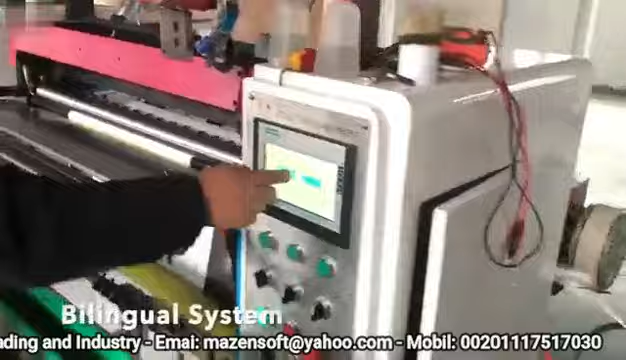 Bilingual System
ading and Industry - Emai: mazensoft@yahoo.com - Mobil: 00201117517030